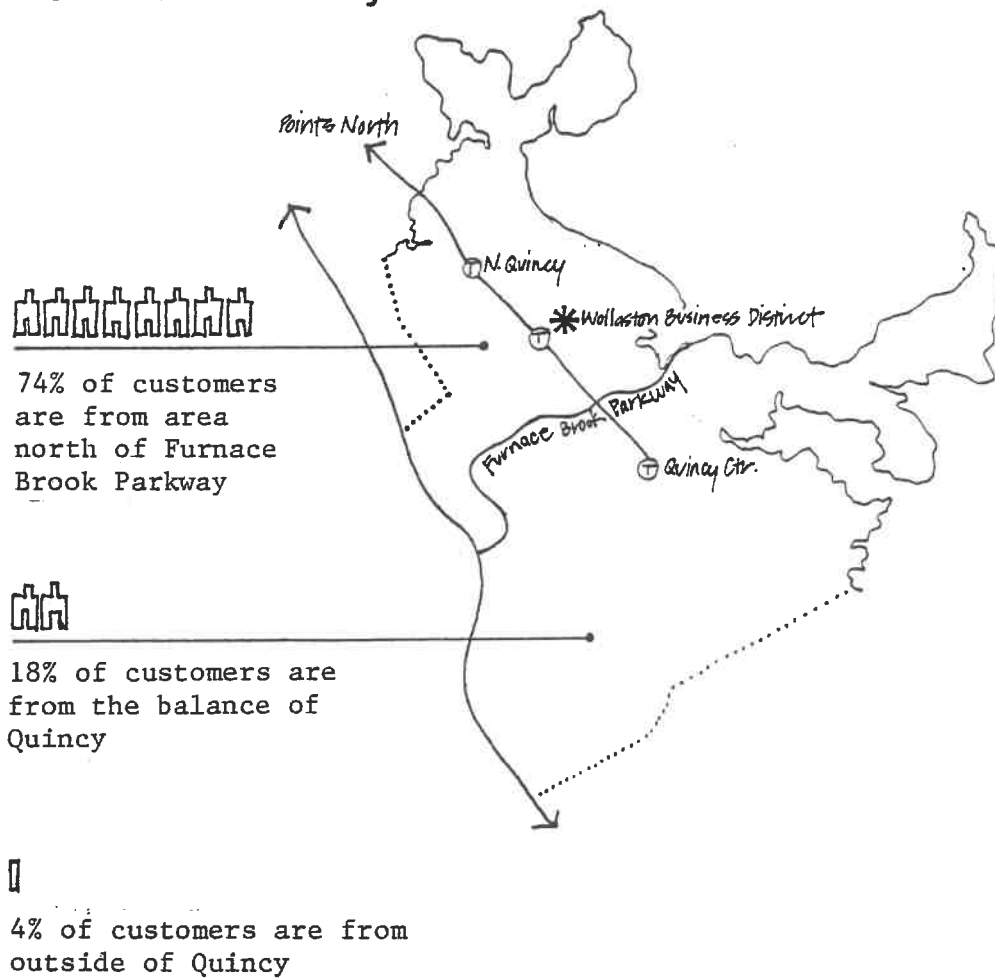 Points North
N. Quincy
Wollaston Business District
74% of customers
are from area
north of Furnace
Brook Parkway
Furnace Brook Parkway
Quincy Ctr.
18% of customers are
from the balance of
Quincy
4% of customers are from
outside of Quincy
T
T
T